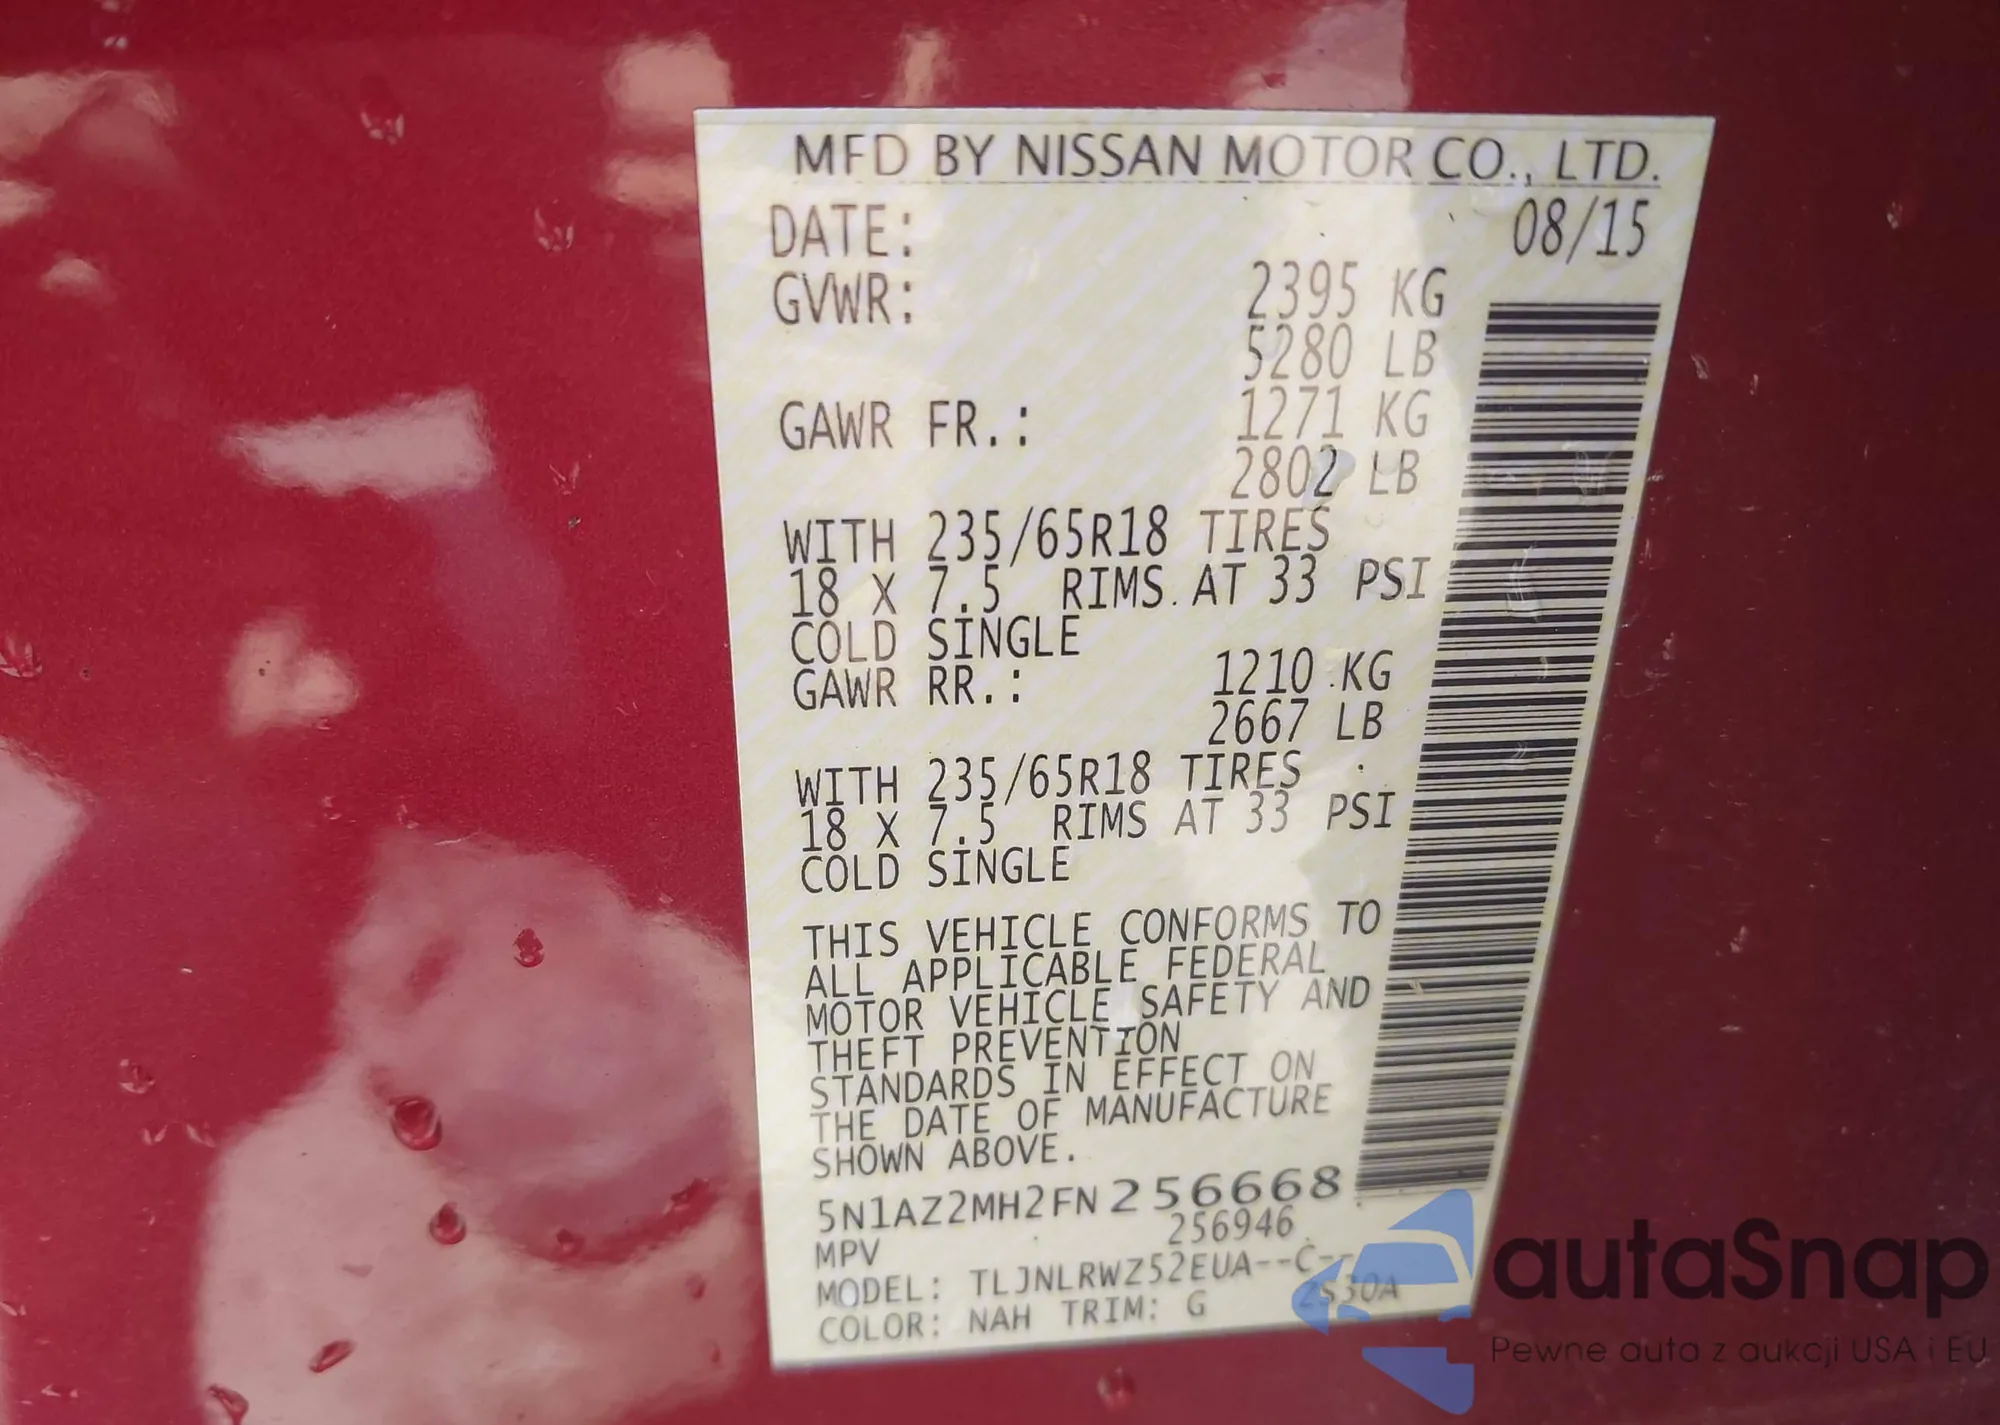 MFD BY NISSAN MOTOR CO., LTD.
DATE: 08/15
GVWR: 2395 KG
5280 LB
GAWR FR.: 1271 KG
2802 LB
WITH 235/65R18 TIRES
18 X 7.5 RIMS AT 33 PSI
COLD SINGLE
GAWR RR.: 1210 KG
2667 LB
WITH 235/65R18 TIRES
18 X 7.5 RIMS AT 33 PSI
COLD SINGLE
THIS VEHICLE CONFORMS TO
ALL APPLICABLE FEDERAL
MOTOR VEHICLE SAFETY AND
THEFT PREVENTION
STANDARDS IN EFFECT ON
THE DATE OF MANUFACTURE
SHOWN ABOVE.
5N1AZ2MH2FN256668
256946
MPV
MODEL: TLJNLRWZ52EUA--C--
COLOR: NAH TRIM: G
autaSnap
Pewne auta z aukcji USA i EU